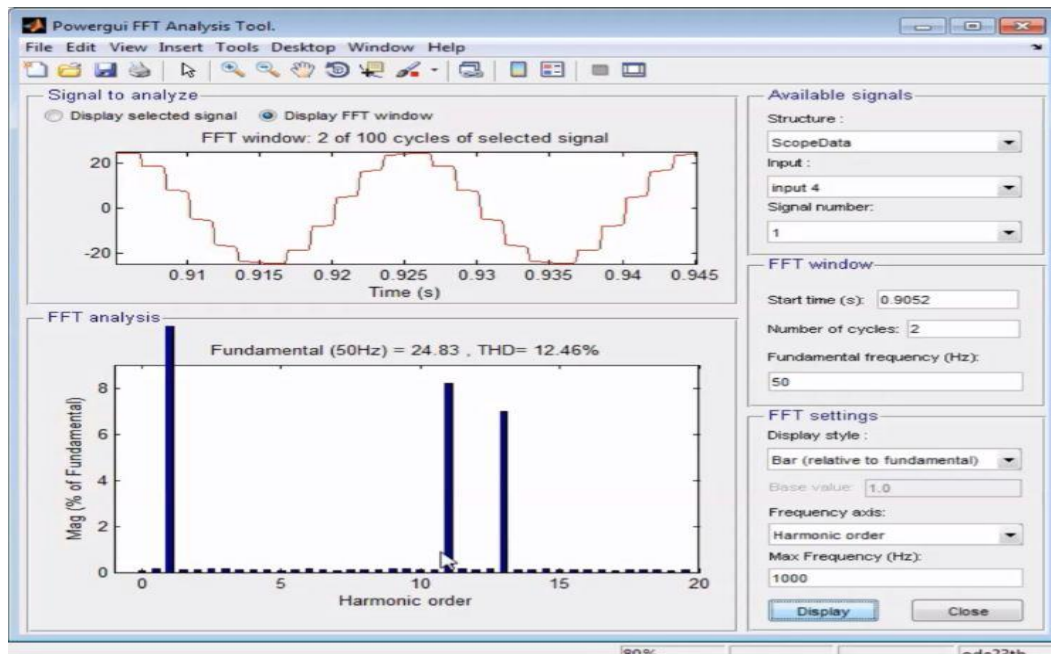 Powergui FFT Analysis Tool.
File Edit View Insert Tools Desktop Window Help
Signal to analyze
Display selected signal
Display FFT window
FFT window: 2 of 100 cycles of selected signal
20
0
-20
0.91 0.915 0.92 0.925 0.93 0.935 0.94 0.945
Time (s)
FFT analysis
Fundamental (50Hz) = 24.83 , THD= 12.46%
Mag (% of Fundamental)
8
6
4
2
0
0 5 10 15 20
Harmonic order
Available signals
Structure :
ScopeData
Input :
input 4
Signal number:
1
FFT window
Start time (s): 0.9052
Number of cycles: 2
Fundamental frequency (Hz):
50
FFT settings
Display style :
Bar (relative to fundamental)
Base value: 1.0
Frequency axis:
Harmonic order
Max Frequency (Hz):
1000
Display
Close
80%